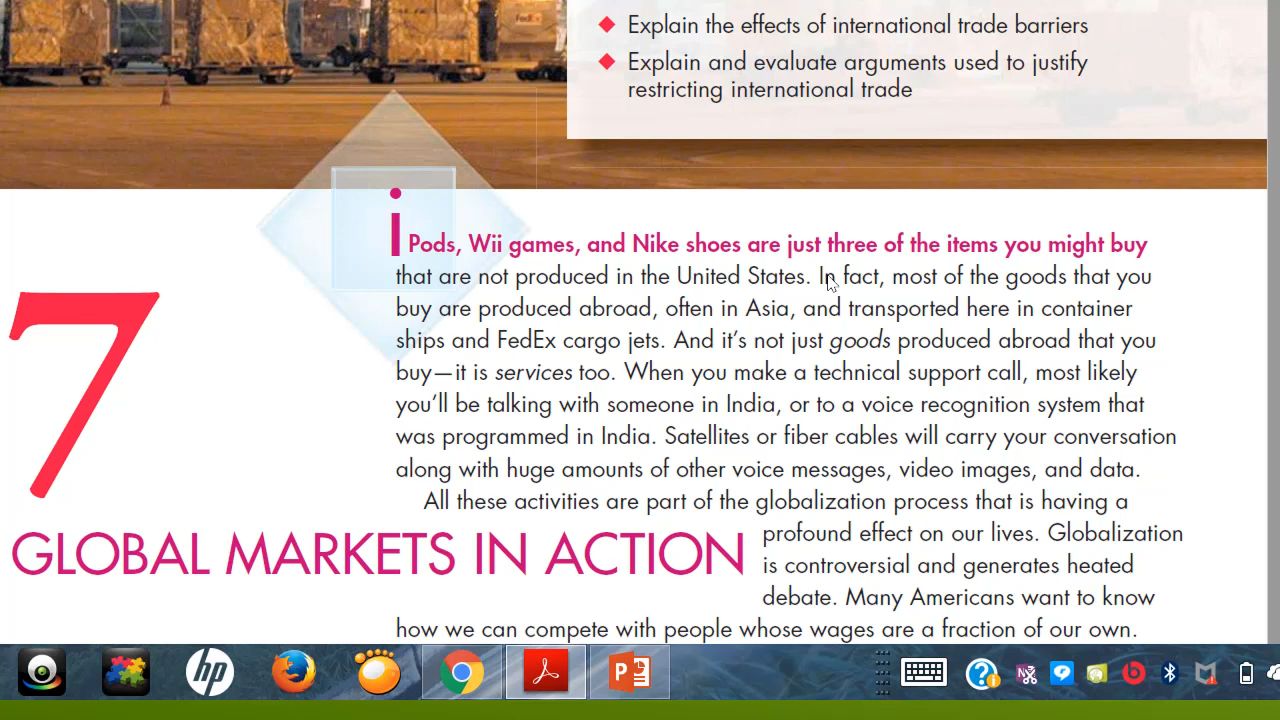 FedEx
Explain the effects of international trade barriers
Explain and evaluate arguments used to justify
restricting international trade
iPods, Wii games, and Nike shoes are just three of the items you might buy
that are not produced in the United States. In fact, most of the goods that you
buy are produced abroad, often in Asia, and transported here in container
ships and FedEx cargo jets. And it's not just goods produced abroad that you
buy—it is services too. When you make a technical support call, most likely
you'll be talking with someone in India, or to a voice recognition system that
was programmed in India. Satellites or fiber cables will carry your conversation
along with huge amounts of other voice messages, video images, and data.
All these activities are part of the globalization process that is having a
profound effect on our lives. Globalization
is controversial and generates heated
debate. Many Americans want to know
how we can compete with people whose wages are a fraction of our own.
7
GLOBAL MARKETS IN ACTION
hp
P